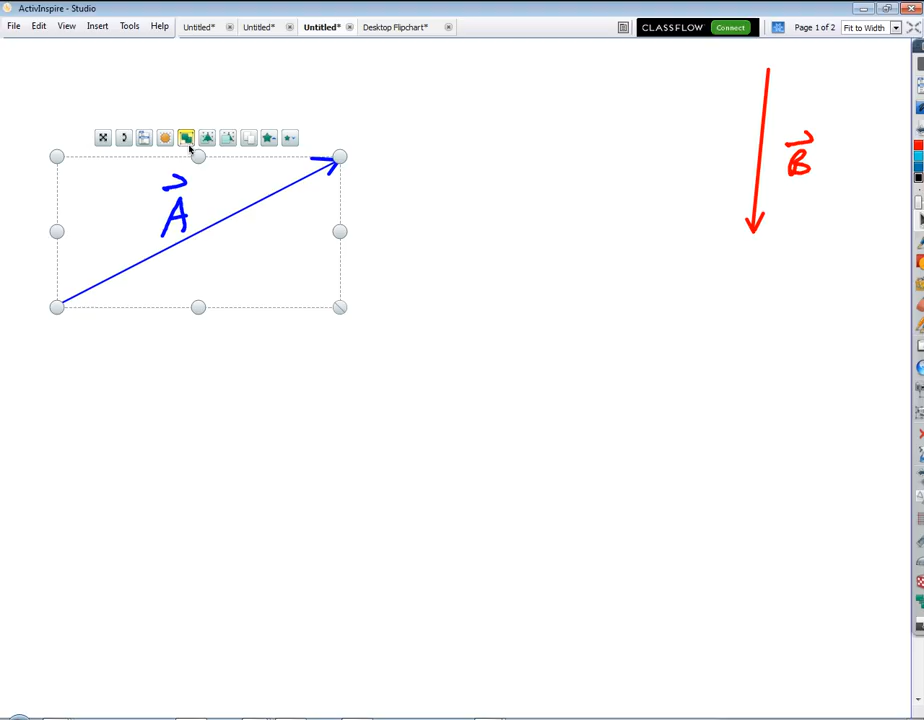 ActivInspire - Studio
File Edit View Insert Tools Help Untitled* Untitled* Untitled* Desktop Flipchart* CLASSFLOW Connect Page 1 of 2 Fit to Width
A
B